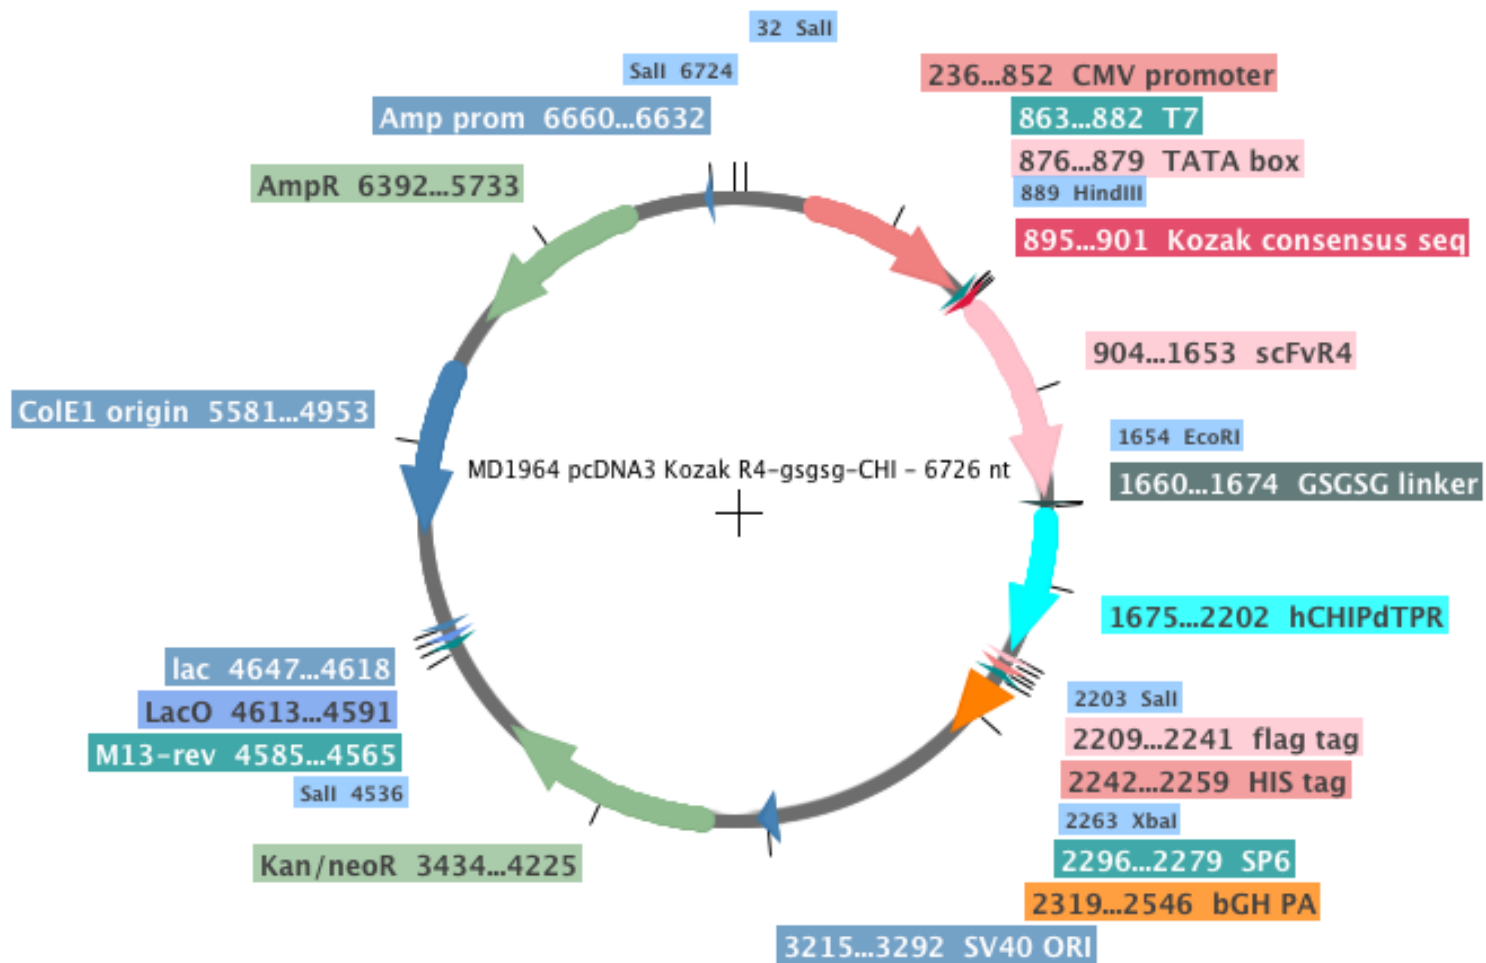 32 SalI
SalI 6724
236...852 CMV promoter
Amp prom 6660...6632
863...882 T7
876...879 TATA box
AmpR 6392...5733
889 HindIII
895...901 Kozak consensus seq
904...1653 scFvR4
ColE1 origin 5581...4953
1654 EcoRI
MD1964 pcDNA3 Kozak R4-gsgsg-CHI - 6726 nt
1660...1674 GSGSG linker
1675...2202 hCHIPdTPR
lac 4647...4618
2203 SalI
LacO 4613...4591
2209...2241 flag tag
M13-rev 4585...4565
2242...2259 HIS tag
SalI 4536
2263 XbaI
Kan/neoR 3434...4225
2296...2279 SP6
2319...2546 bGH PA
3215...3292 SV40 ORI